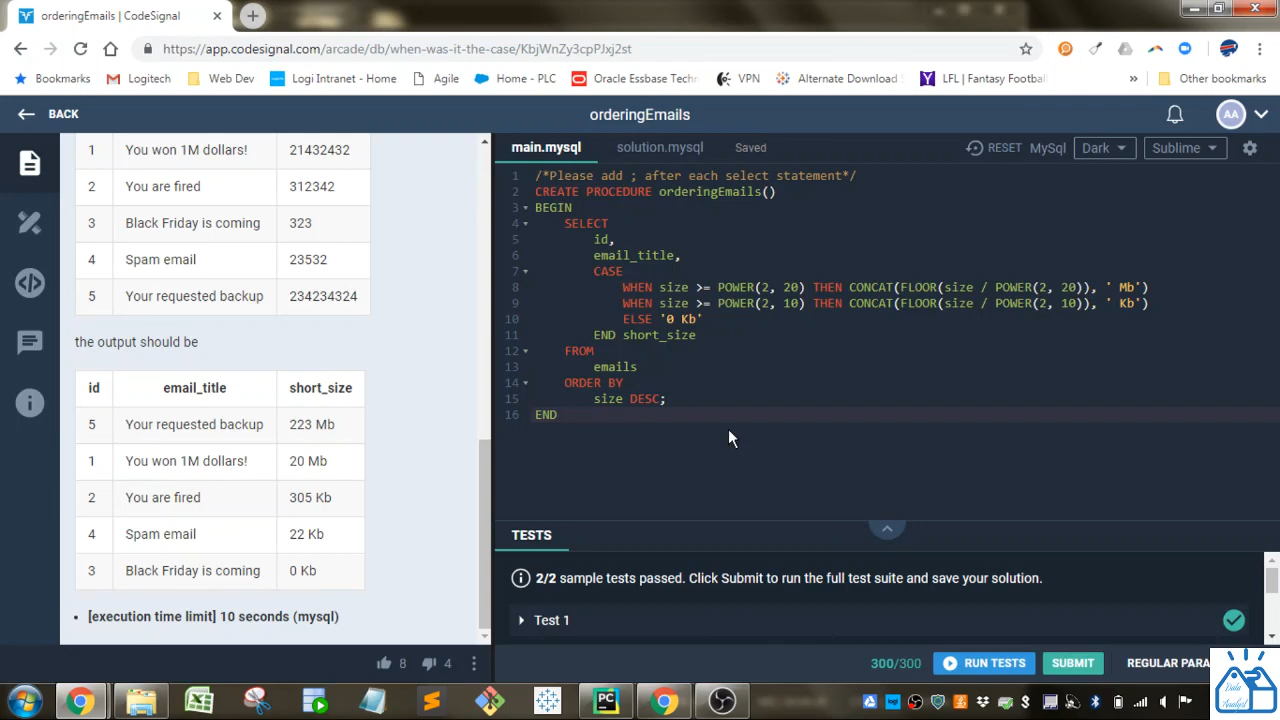 orderingEmails | CodeSignal
https://app.codesignal.com/arcade/db/when-was-it-the-case/KbjWnZy3cpPJxj2st
Bookmarks Logitech Web Dev Logi Intranet - Home Agile Home - PLC Oracle Essbase Techn VPN Alternate Download LFL | Fantasy Football » Other bookmarks
BACK orderingEmails AA
main.mysql solution.mysql Saved RESET MySql Dark Sublime
1 You won 1M dollars! 21432432
2 You are fired 312342
3 Black Friday is coming 323
4 Spam email 23532
5 Your requested backup 234234324
the output should be
id email_title short_size
5 Your requested backup 223 Mb
1 You won 1M dollars! 20 Mb
2 You are fired 305 Kb
4 Spam email 22 Kb
3 Black Friday is coming 0 Kb
• [execution time limit] 10 seconds (mysql)
8 4
1 /*Please add ; after each select statement*/
2 CREATE PROCEDURE orderingEmails()
3 BEGIN
4 SELECT
5 id,
6 email_title,
7 CASE
8 WHEN size >= POWER(2, 20) THEN CONCAT(FLOOR(size / POWER(2, 20)), ' Mb')
9 WHEN size >= POWER(2, 10) THEN CONCAT(FLOOR(size / POWER(2, 10)), ' Kb')
10 ELSE '0 Kb'
11 END short_size
12 FROM
13 emails
14 ORDER BY
15 size DESC;
16 END
TESTS
2/2 sample tests passed. Click Submit to run the full test suite and save your solution.
Test 1
300/300 RUN TESTS SUBMIT REGULAR PARA
PC
Data
Analyst